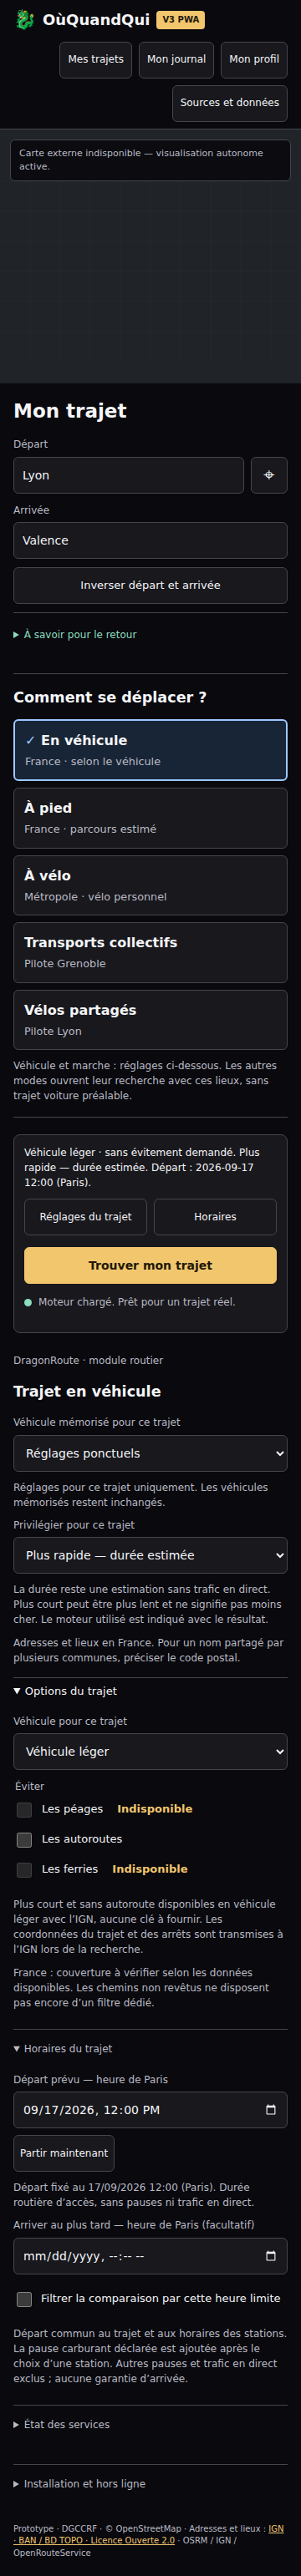 OùQuandQui V3 PWA
Mes trajets Mon journal Mon profil
Sources et données
Carte externe indisponible — visualisation autonome
active.
Mon trajet
Départ
Lyon
Arrivée
Valence
Inverser départ et arrivée
À savoir pour le retour
Comment se déplacer ?
✓ En véhicule
France · selon le véhicule
À pied
France · parcours estimé
À vélo
Métropole · vélo personnel
Transports collectifs
Pilote Grenoble
Vélos partagés
Pilote Lyon
Véhicule et marche : réglages ci-dessous. Les autres
modes ouvrent leur recherche avec ces lieux, sans
trajet voiture préalable.
Véhicule léger · sans évitement demandé. Plus
rapide — durée estimée. Départ : 2026-09-17
12:00 (Paris).
Réglages du trajet Horaires
Trouver mon trajet
Moteur chargé. Prêt pour un trajet réel.
DragonRoute · module routier
Trajet en véhicule
Véhicule mémorisé pour ce trajet
Réglages ponctuels
Réglages pour ce trajet uniquement. Les véhicules
mémorisés restent inchangés.
Privilégier pour ce trajet
Plus rapide — durée estimée
La durée reste une estimation sans trafic en direct.
Plus court peut être plus lent et ne signifie pas moins
cher. Le moteur utilisé est indiqué avec le résultat.
Adresses et lieux en France. Pour un nom partagé par
plusieurs communes, préciser le code postal.
Options du trajet
Véhicule pour ce trajet
Véhicule léger
Éviter
Les péages Indisponible
Les autoroutes
Les ferries Indisponible
Plus court et sans autoroute disponibles en véhicule
léger avec l’IGN, aucune clé à fournir. Les
coordonnées du trajet et des arrêts sont transmises à
l’IGN lors de la recherche.
France : couverture à vérifier selon les données
disponibles. Les chemins non revêtus ne disposent
pas encore d’un filtre dédié.
Horaires du trajet
Départ prévu — heure de Paris
09/17/2026, 12:00 PM
Partir maintenant
Départ fixé au 17/09/2026 12:00 (Paris). Durée
routière d’accès, sans pauses ni trafic en direct.
Arriver au plus tard — heure de Paris (facultatif)
mm/dd/yyyy, --:-- --
Filtrer la comparaison par cette heure limite
Départ commun au trajet et aux horaires des stations.
La pause carburant déclarée est ajoutée après le
choix d’une station. Autres pauses et trafic en direct
exclus ; aucune garantie d’arrivée.
État des services
Installation et hors ligne
Prototype · DGCCRF · © OpenStreetMap · Adresses et lieux : IGN
· BAN / BD TOPO · Licence Ouverte 2.0 · OSRM / IGN /
OpenRouteService